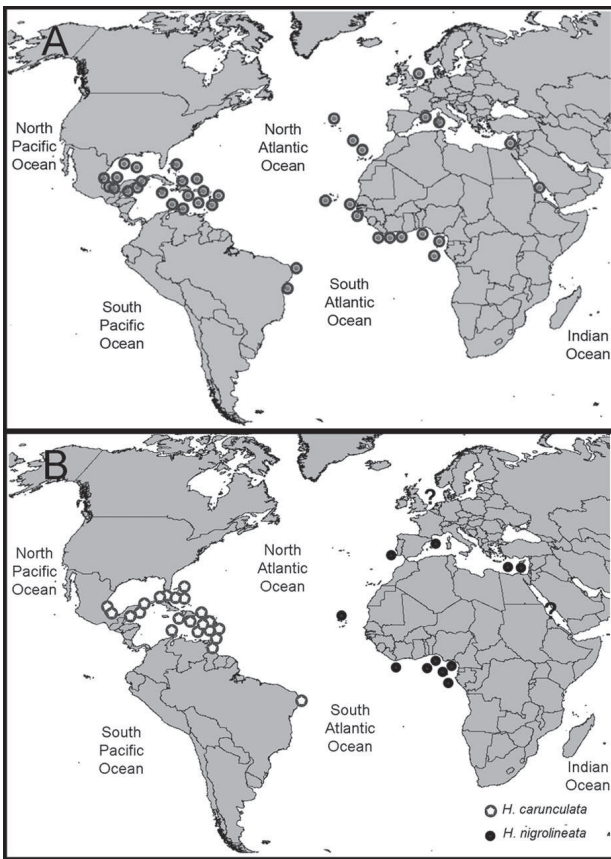 A
North
Pacific
Ocean
North
Atlantic
Ocean
South
Pacific
Ocean
South
Atlantic
Ocean
Indian
Ocean
B
?
North
Pacific
Ocean
North
Atlantic
Ocean
?
South
Pacific
Ocean
South
Atlantic
Ocean
Indian
Ocean
H. carunculata
H. nigrolineata